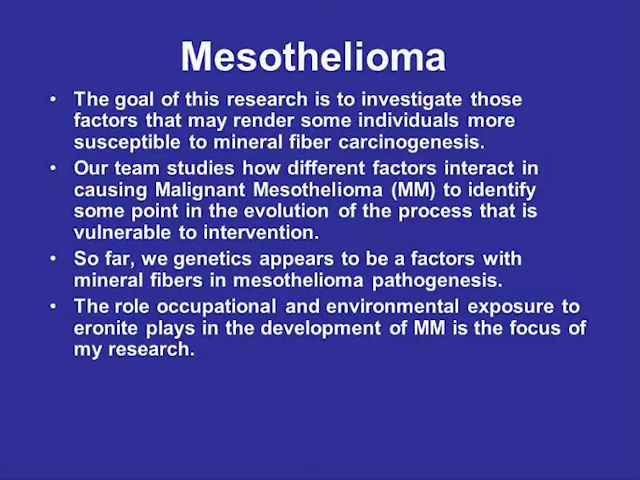 Mesothelioma
• The goal of this research is to investigate those
factors that may render some individuals more
susceptible to mineral fiber carcinogenesis.
• Our team studies how different factors interact in
causing Malignant Mesothelioma (MM) to identify
some point in the evolution of the process that is
vulnerable to intervention.
• So far, we genetics appears to be a factors with
mineral fibers in mesothelioma pathogenesis.
• The role occupational and environmental exposure to
eronite plays in the development of MM is the focus of
my research.